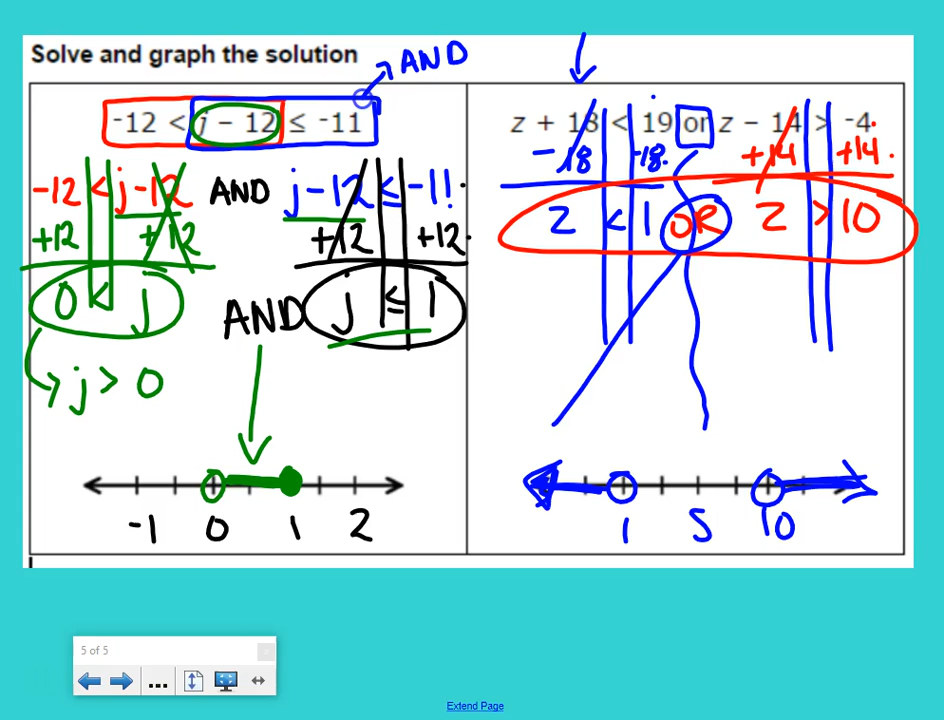 Solve and graph the solution
AND
-12 < j - 12 ≤ -11
-12 < j-12 AND j-12 ≤ -11
+12 +12 +12 +12
0 < j AND j ≤ 1
j > 0
-1 0 1 2
z + 18 < 19 or z - 14 > -4
-18 -18 +14 +14
z < 1 OR z > 10
1 5 10
5 of 5
...
Extend Page